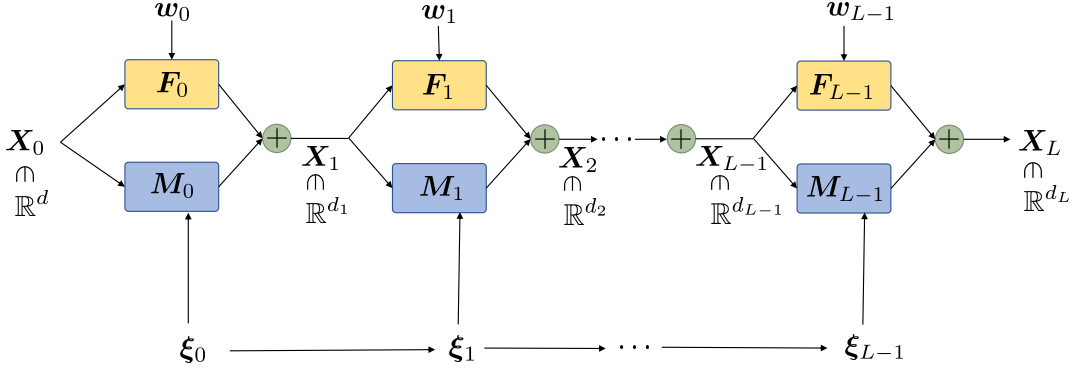 w_0 w_1 w_{L-1}
F_0 F_1 F_{L-1}
X_0 + X_1 + X_2 ··· + X_{L-1} + X_L
∈ ∈ ∈ ∈ ∈
ℝ^d ℝ^{d_1} ℝ^{d_2} ℝ^{d_{L-1}} ℝ^{d_L}
M_0 M_1 M_{L-1}
ξ_0 ξ_1 ··· ξ_{L-1}